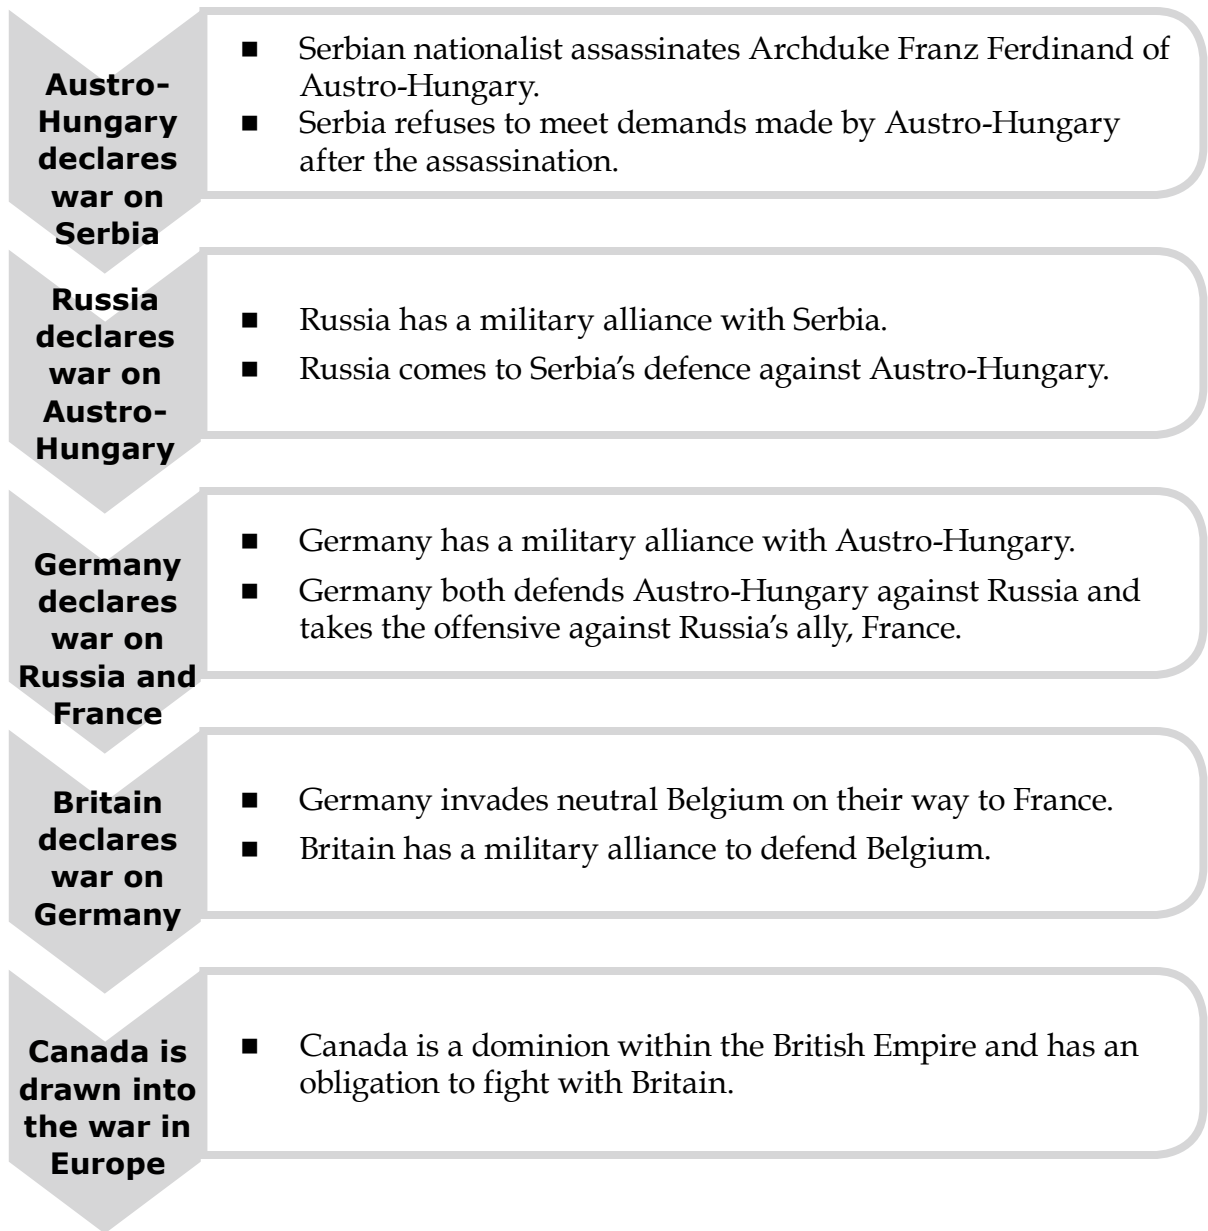 Austro-
Hungary
declares
war on
Serbia
■ Serbian nationalist assassinates Archduke Franz Ferdinand of
Austro-Hungary.
■ Serbia refuses to meet demands made by Austro-Hungary
after the assassination.
Russia
declares
war on
Austro-
Hungary
■ Russia has a military alliance with Serbia.
■ Russia comes to Serbia’s defence against Austro-Hungary.
Germany
declares
war on
Russia and
France
■ Germany has a military alliance with Austro-Hungary.
■ Germany both defends Austro-Hungary against Russia and
takes the offensive against Russia’s ally, France.
Britain
declares
war on
Germany
■ Germany invades neutral Belgium on their way to France.
■ Britain has a military alliance to defend Belgium.
Canada is
drawn into
the war in
Europe
■ Canada is a dominion within the British Empire and has an
obligation to fight with Britain.